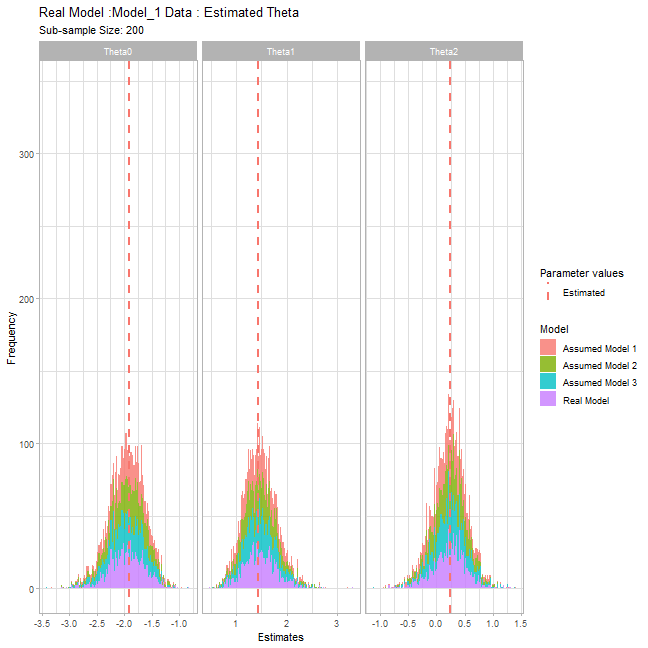 Real Model :Model_1 Data : Estimated Theta
Sub-sample Size: 200
Theta0 Theta1 Theta2
300
200
100
0
Frequency
-3.5 -3.0 -2.5 -2.0 -1.5 -1.0
1 2 3
-1.0 -0.5 0.0 0.5 1.0 1.5
Estimates
Parameter values
Estimated
Model
Assumed Model 1
Assumed Model 2
Assumed Model 3
Real Model